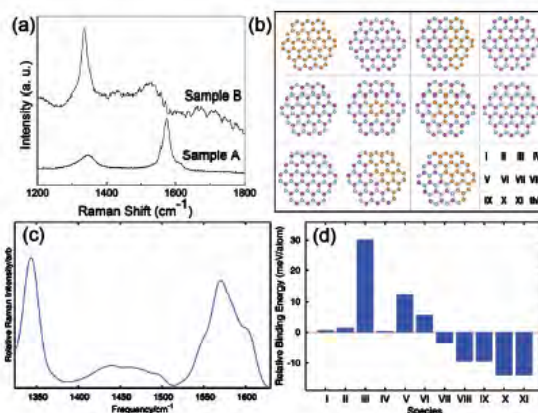 (a)
Intensity (a. u.)
Sample B
Sample A
1200 1400 1600 1800
Raman Shift (cm-1)
(b)
I II III IV
V VI VII VIII
IX X XI
(c)
Relative Raman Intensity/arb
1350 1400 1450 1500 1550 1600
Frequency/cm-1
(d)
Relative Binding Energy (meV/atom)
30
20
10
0
-10
I II III IV V VI VII VIII IX X XI
Species